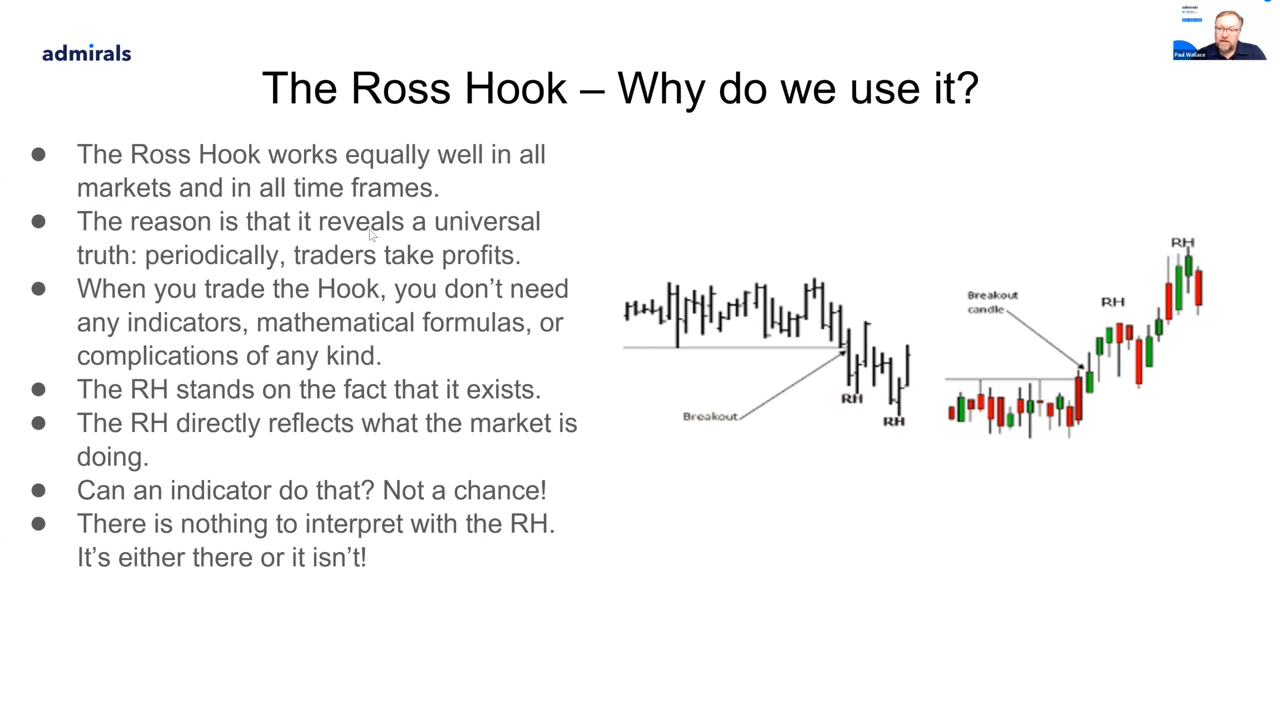 admirals
admirals
Paul Wallace
The Ross Hook – Why do we use it?
● The Ross Hook works equally well in all
markets and in all time frames.
● The reason is that it reveals a universal
truth: periodically, traders take profits.
● When you trade the Hook, you don’t need
any indicators, mathematical formulas, or
complications of any kind.
● The RH stands on the fact that it exists.
● The RH directly reflects what the market is
doing.
● Can an indicator do that? Not a chance!
● There is nothing to interpret with the RH.
It’s either there or it isn’t!
Breakout
RH
RH
Breakout
candle
RH
RH